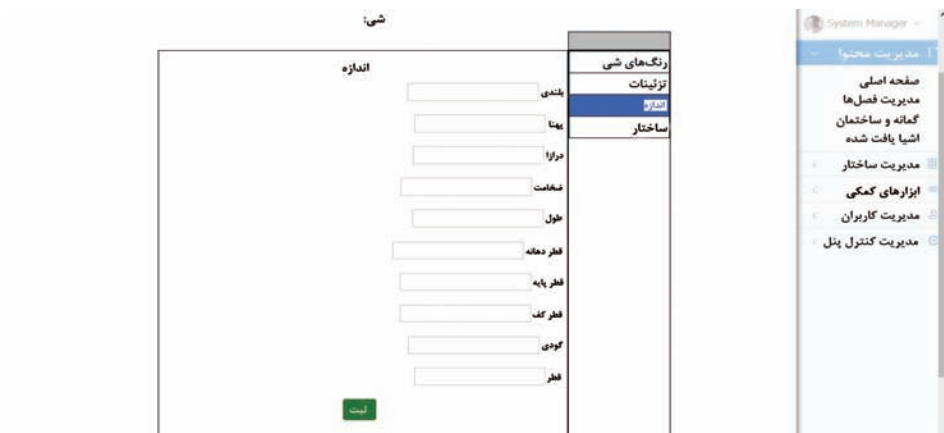 System Manager
مدیریت محتوا
صفحه اصلی
مدیریت فصل‌ها
گمانه و ساختمان
اشیا یافت شده
مدیریت ساختار
ابزارهای کمکی
مدیریت کاربران
مدیریت کنترل پنل
شی:
رنگ‌های شی
تزئینات
اندازه
ساختار
اندازه
بلندی
پهنا
درازا
ضخامت
طول
قطر دهانه
قطر پایه
قطر کف
گودی
قطر
ثبت